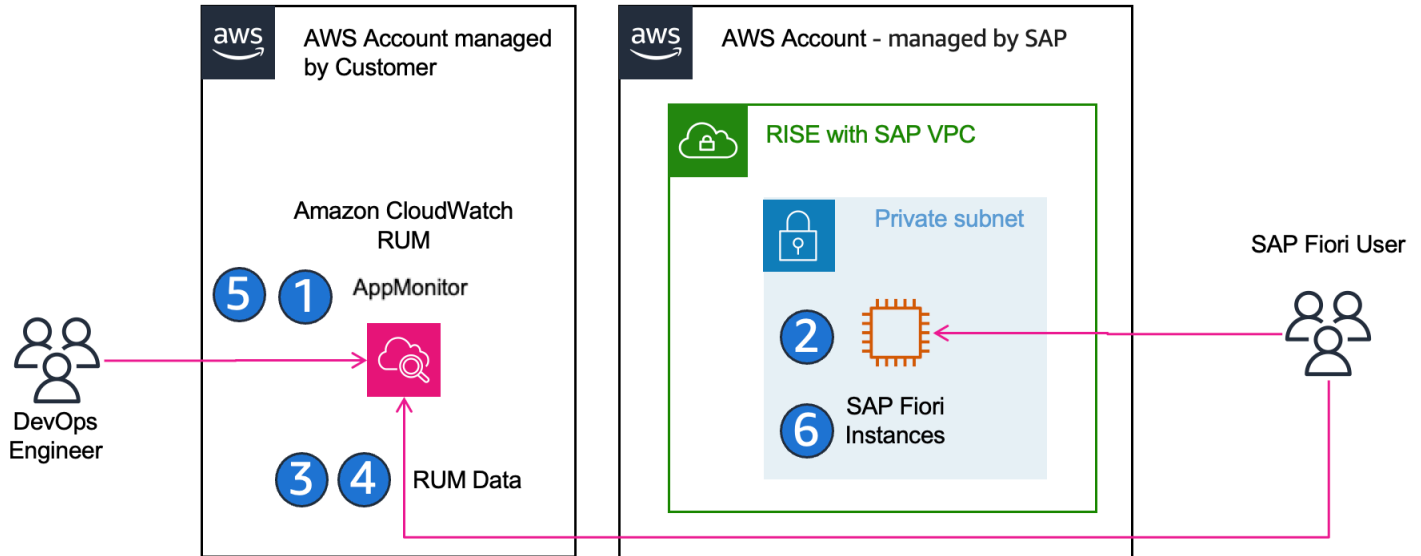 aws
AWS Account managed
by Customer
Amazon CloudWatch
RUM
5
1
AppMonitor
DevOps
Engineer
3
4
RUM Data
aws
AWS Account - managed by SAP
RISE with SAP VPC
Private subnet
2
6
SAP Fiori
Instances
SAP Fiori User